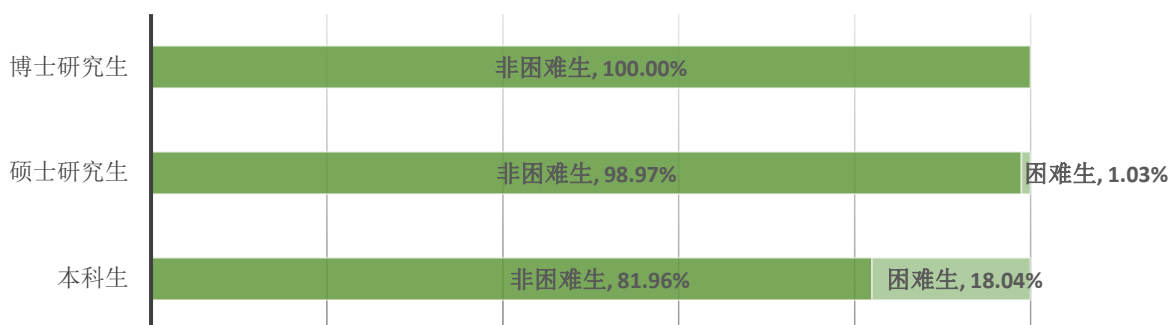 博士研究生 非困难生, 100.00%
硕士研究生 非困难生, 98.97% 困难生, 1.03%
本科生 非困难生, 81.96% 困难生, 18.04%